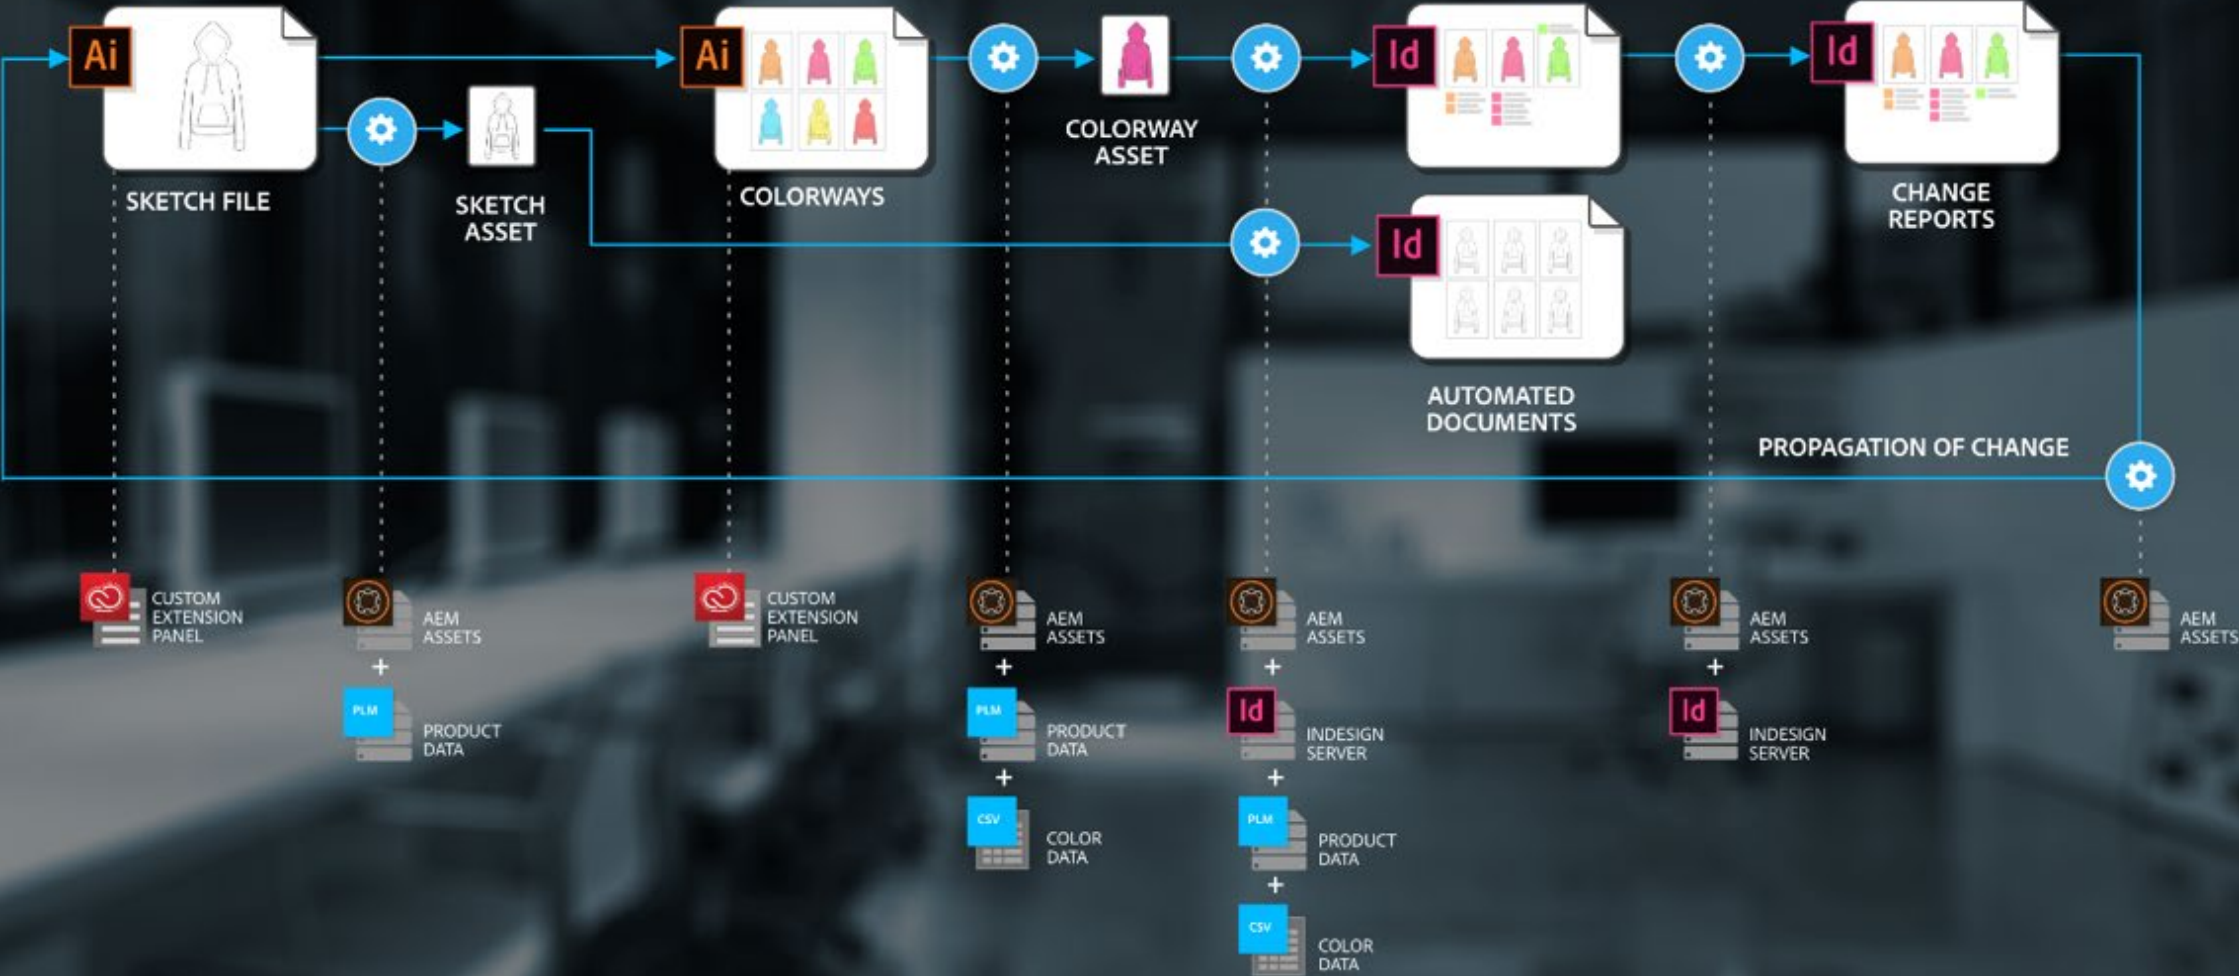 Ai
Ai
Id
Id
COLORWAY
ASSET
SKETCH FILE
SKETCH
ASSET
COLORWAYS
CHANGE
REPORTS
Id
AUTOMATED
DOCUMENTS
PROPAGATION OF CHANGE
CUSTOM
EXTENSION
PANEL
AEM
ASSETS
+
PLM
PRODUCT
DATA
CUSTOM
EXTENSION
PANEL
AEM
ASSETS
+
PLM
PRODUCT
DATA
+
CSV
COLOR
DATA
AEM
ASSETS
+
Id
INDESIGN
SERVER
+
PLM
PRODUCT
DATA
+
CSV
COLOR
DATA
AEM
ASSETS
+
Id
INDESIGN
SERVER
AEM
ASSETS